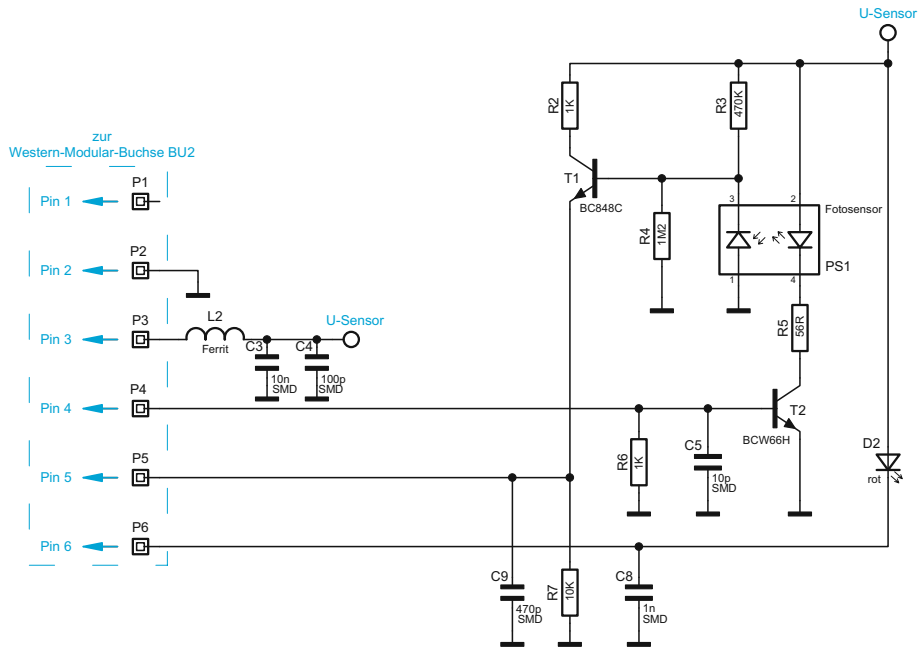 U-Sensor
R2
1K
R3
470K
zur
Western-Modular-Buchse BU2
Pin 1
P1
T1
BC848C
R4
1M2
3
2
Fotosensor
1
4
PS1
Pin 2
P2
Pin 3
P3
L2
Ferrit
U-Sensor
C3
10n
SMD
C4
100p
SMD
R5
56R
Pin 4
P4
T2
BCW66H
R6
1K
C5
10p
SMD
D2
rot
Pin 5
P5
Pin 6
P6
C9
470p
SMD
R7
10K
C8
1n
SMD